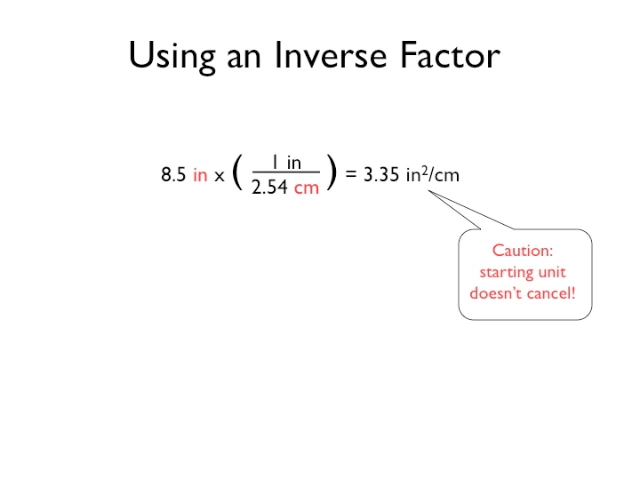 Using an Inverse Factor
8.5 in x ( 1 in / 2.54 cm ) = 3.35 in²/cm
Caution:
starting unit
doesn't cancel!